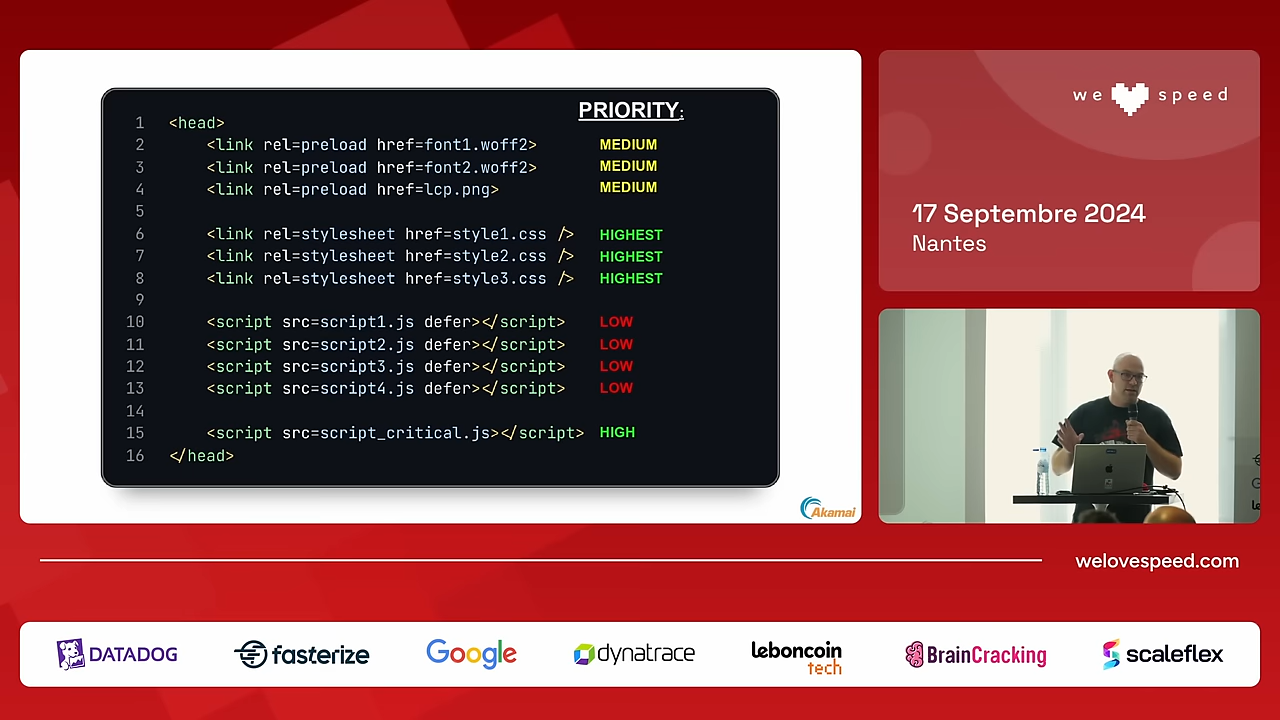 PRIORITY:
1 <head>
2 <link rel=preload href=font1.woff2> MEDIUM
3 <link rel=preload href=font2.woff2> MEDIUM
4 <link rel=preload href=lcp.png> MEDIUM
5
6 <link rel=stylesheet href=style1.css /> HIGHEST
7 <link rel=stylesheet href=style2.css /> HIGHEST
8 <link rel=stylesheet href=style3.css /> HIGHEST
9
10 <script src=script1.js defer></script> LOW
11 <script src=script2.js defer></script> LOW
12 <script src=script3.js defer></script> LOW
13 <script src=script4.js defer></script> LOW
14
15 <script src=script_critical.js></script> HIGH
16 </head>
Akamai
we speed
17 Septembre 2024
Nantes
welovespeed.com
DATADOG
fasterize
Google
dynatrace
leboncoin
tech
BrainCracking
scaleflex